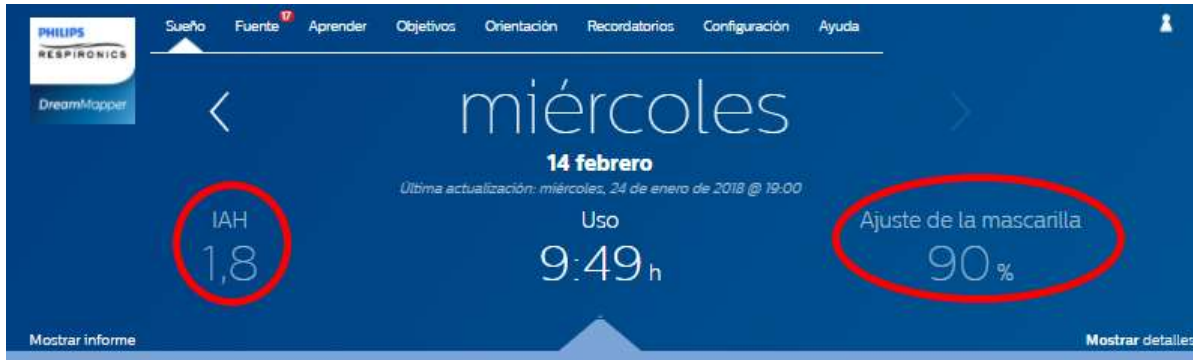 PHILIPS
RESPIRONICS
DreamMapper
Sueño Fuente 17 Aprender Objetivos Orientación Recordatorios Configuración Ayuda
miércoles
14 febrero
Última actualización: miércoles, 24 de enero de 2018 @ 19:00
IAH
1,8
Uso
9:49 h
Ajuste de la mascarilla
90 %
Mostrar informe
Mostrar detalles